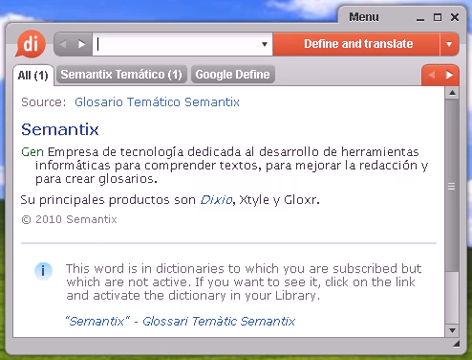 Menu
di
Define and translate
All (1)
Semantix Temático (1)
Google Define
Source: Glosario Temático Semantix
Semantix
Gen Empresa de tecnología dedicada al desarrollo de herramientas
informáticas para comprender textos, para mejorar la redacción y
para crear glosarios.
Su principales producos son Dixio, Xtyle y Gloxr.
© 2010 Semantix
i
This word is in dictionaries to which you are subscribed but
which are not active. If you want to see it, click on the link
and activate the dictionary in your Library.
"Semantix" - Glossari Temàtic Semantix